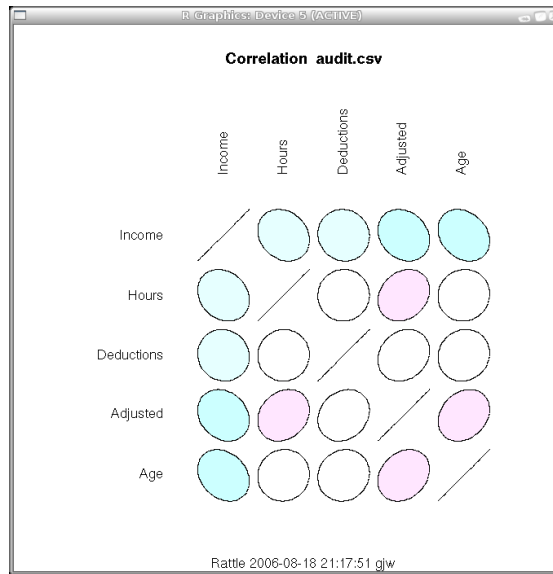 R Graphics: Device 5 (ACTIVE)
Correlation audit.csv
Income
Hours
Deductions
Adjusted
Age
Income
Hours
Deductions
Adjusted
Age
Rattle 2006-08-18 21:17:51 gjw